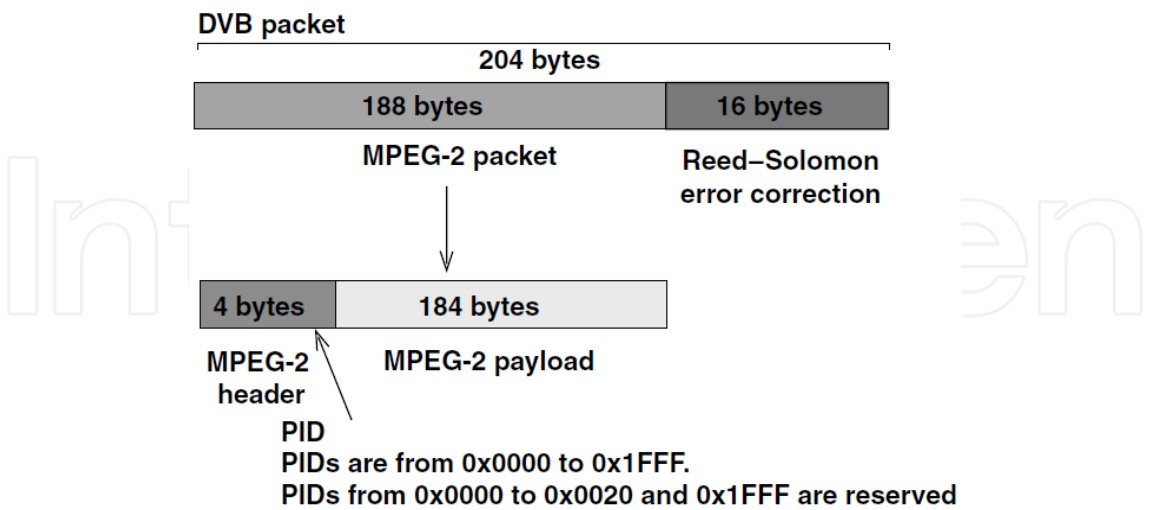 DVB packet
204 bytes
188 bytes
16 bytes
MPEG-2 packet
Reed–Solomon
error correction
4 bytes
184 bytes
MPEG-2
header
MPEG-2 payload
PID
PIDs are from 0x0000 to 0x1FFF.
PIDs from 0x0000 to 0x0020 and 0x1FFF are reserved